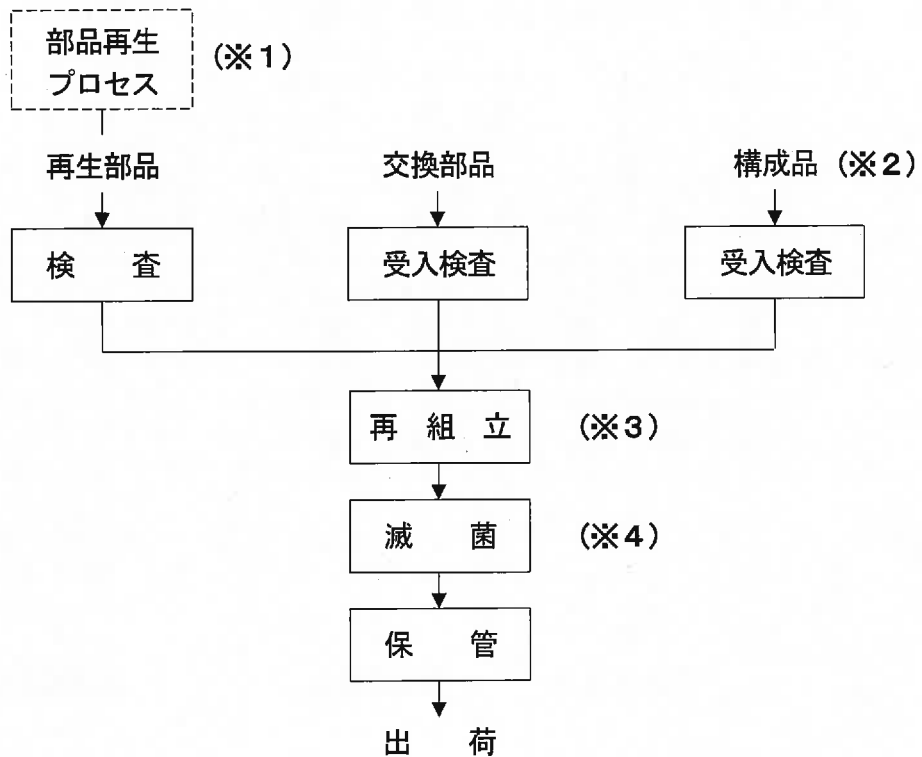 部品再生
プロセス
(※1)
再生部品
交換部品
構成品 (※2)
検 査
受入検査
受入検査
再 組 立
(※3)
滅 菌
(※4)
保 管
出 荷